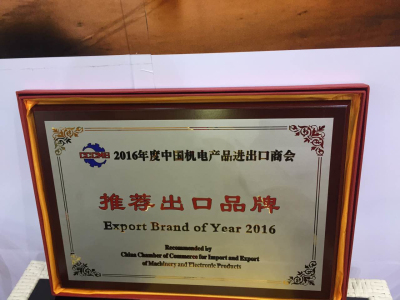 2016年度中国机电产品进出口商会
推荐出口品牌
Export Brand of Year 2016
Recommended by
China Chamber of Commerce for Import and Export
of Machinery and Electronic Products